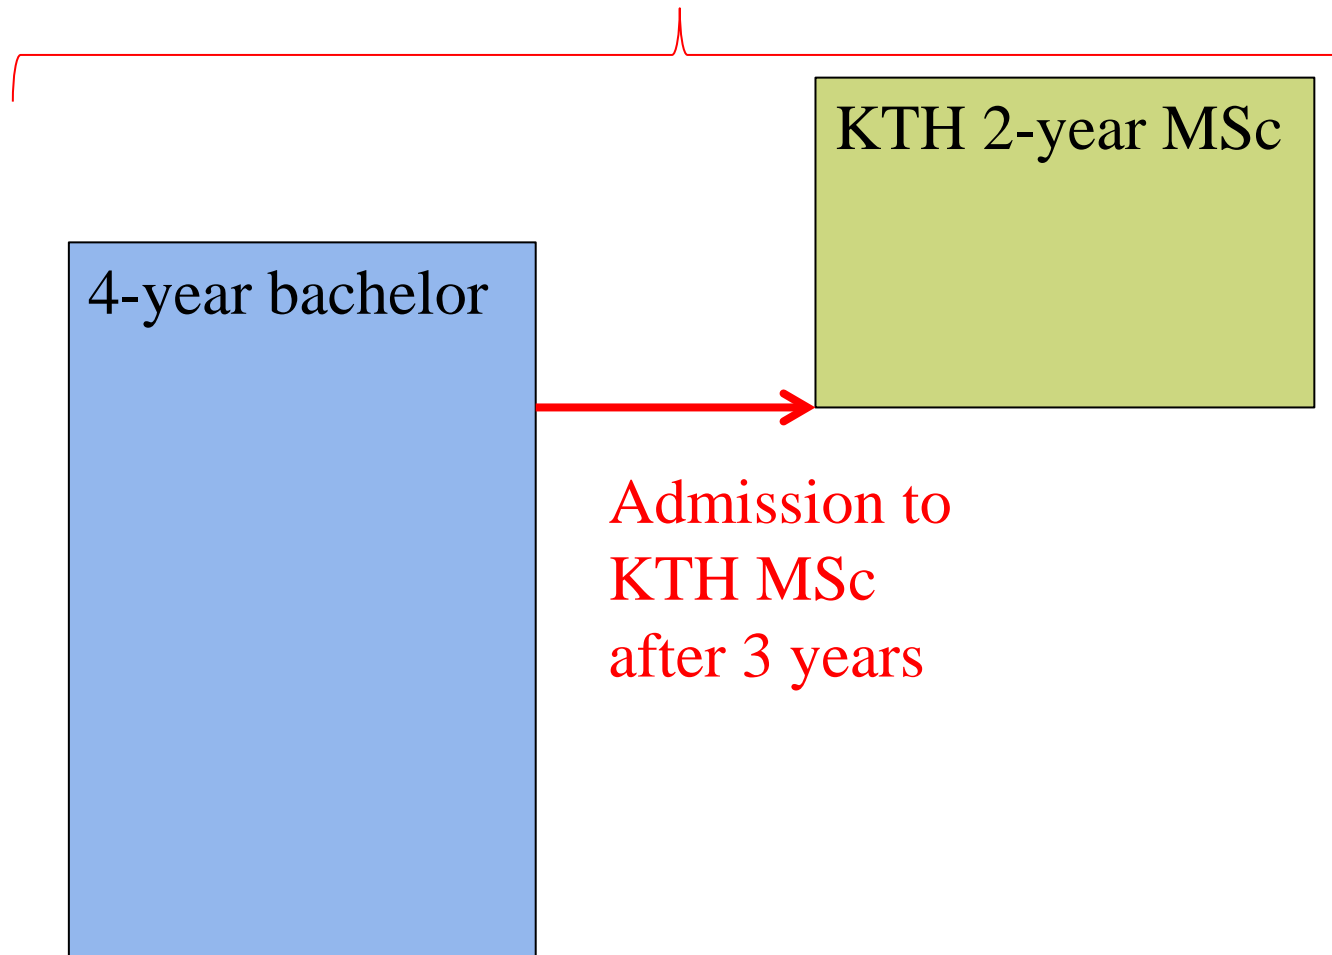 KTH 2-year MSc
4-year bachelor
Admission to
KTH MSc
after 3 years